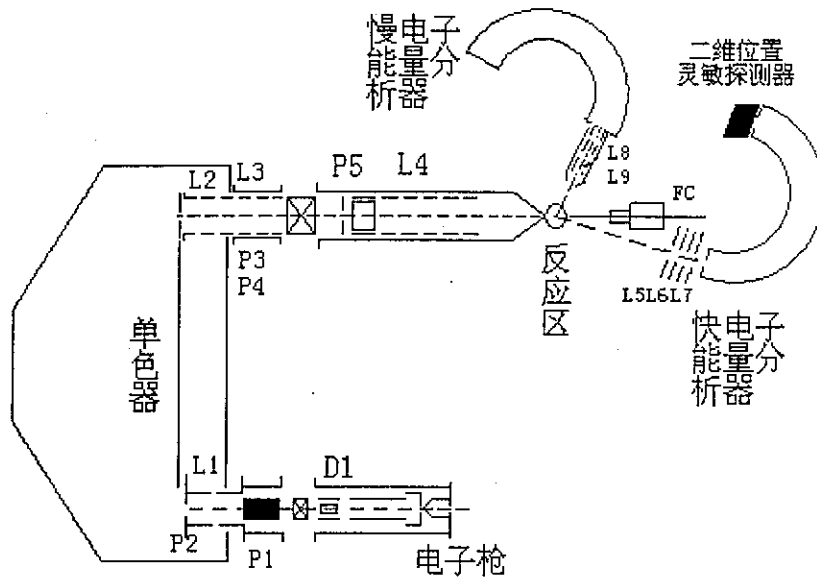 慢电子
能量分
析器
二维位置
灵敏探测器
L8
L9
L2
L3
P5
L4
FC
P3
P4
反
应
区
L5L6L7
快电子
能量分
析器
单
色
器
L1
D1
P2
P1
电子枪